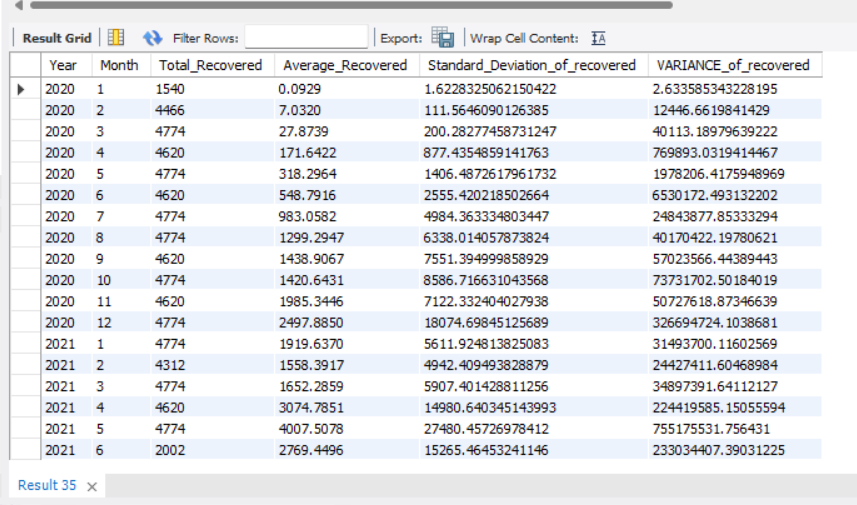 Result Grid Filter Rows: Export: Wrap Cell Content: IA
Year Month Total_Recovered Average_Recovered Standard_Deviation_of_recovered VARIANCE_of_recovered
2020 1 1540 0.0929 1.6228325062150422 2.633585343228195
2020 2 4466 7.0320 111.5646090126385 12446.6619841429
2020 3 4774 27.8739 200.28277458731247 40113.18979639222
2020 4 4620 171.6422 877.4354859141763 769893.0319414467
2020 5 4774 318.2964 1406.4872617961732 1978206.4175948969
2020 6 4620 548.7916 2555.420218502664 6530172.493132202
2020 7 4774 983.0582 4984.363334803447 24843877.85333294
2020 8 4774 1299.2947 6338.014057873824 40170422.19780621
2020 9 4620 1438.9067 7551.394999858929 57023566.44389443
2020 10 4774 1420.6431 8586.716631043568 73731702.50184019
2020 11 4620 1985.3446 7122.332404027938 50727618.87346639
2020 12 4774 2497.8850 18074.69845125689 326694724.1038681
2021 1 4774 1919.6370 5611.924813825083 31493700.11602569
2021 2 4312 1558.3917 4942.409493828879 24427411.60468984
2021 3 4774 1652.2859 5907.401428811256 34897391.64112127
2021 4 4620 3074.7851 14980.640345143993 224419585.15055594
2021 5 4774 4007.5078 27480.45726978412 755175531.756431
2021 6 2002 2769.4496 15265.46453241146 233034407.39031225
Result 35